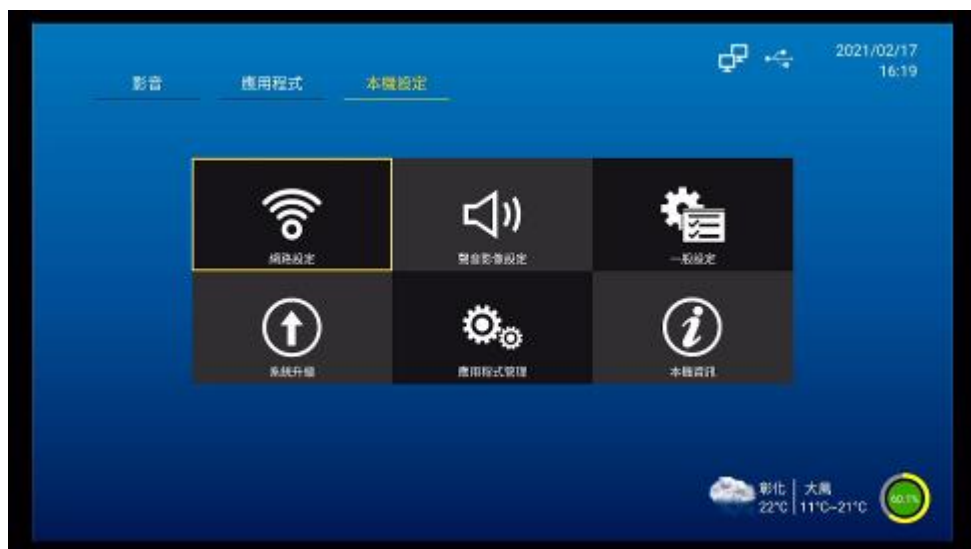 2021/02/17
16:19
影音
應用程式
本機設定
網路設定
聲音影像設定
一般設定
系統升級
應用程式管理
本機資訊
彰化
大風
22°C
11°C~21°C
60.1%